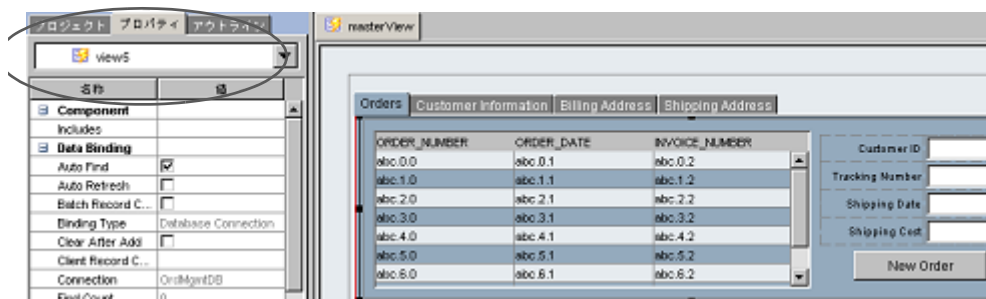 プロジェクト プロパティ アウトライン
view5
名称 値
Component
Includes
Data Binding
Auto Find
Auto Refresh
Batch Record C...
Binding Type Database Connection
Clear After Add
Client Record C...
Connection OrdMgmtDB
Final Count 0
masterView
Orders Customer Information Billing Address Shipping Address
ORDER_NUMBER ORDER_DATE INVOICE_NUMBER
abc.0.0 abc.0.1 abc.0.2
abc.1.0 abc.1.1 abc.1.2
abc.2.0 abc.2.1 abc.2.2
abc.3.0 abc.3.1 abc.3.2
abc.4.0 abc.4.1 abc.4.2
abc.5.0 abc.5.1 abc.5.2
abc.6.0 abc.6.1 abc.6.2
Customer ID
Tracking Number
Shipping Date
Shipping Cost
New Order